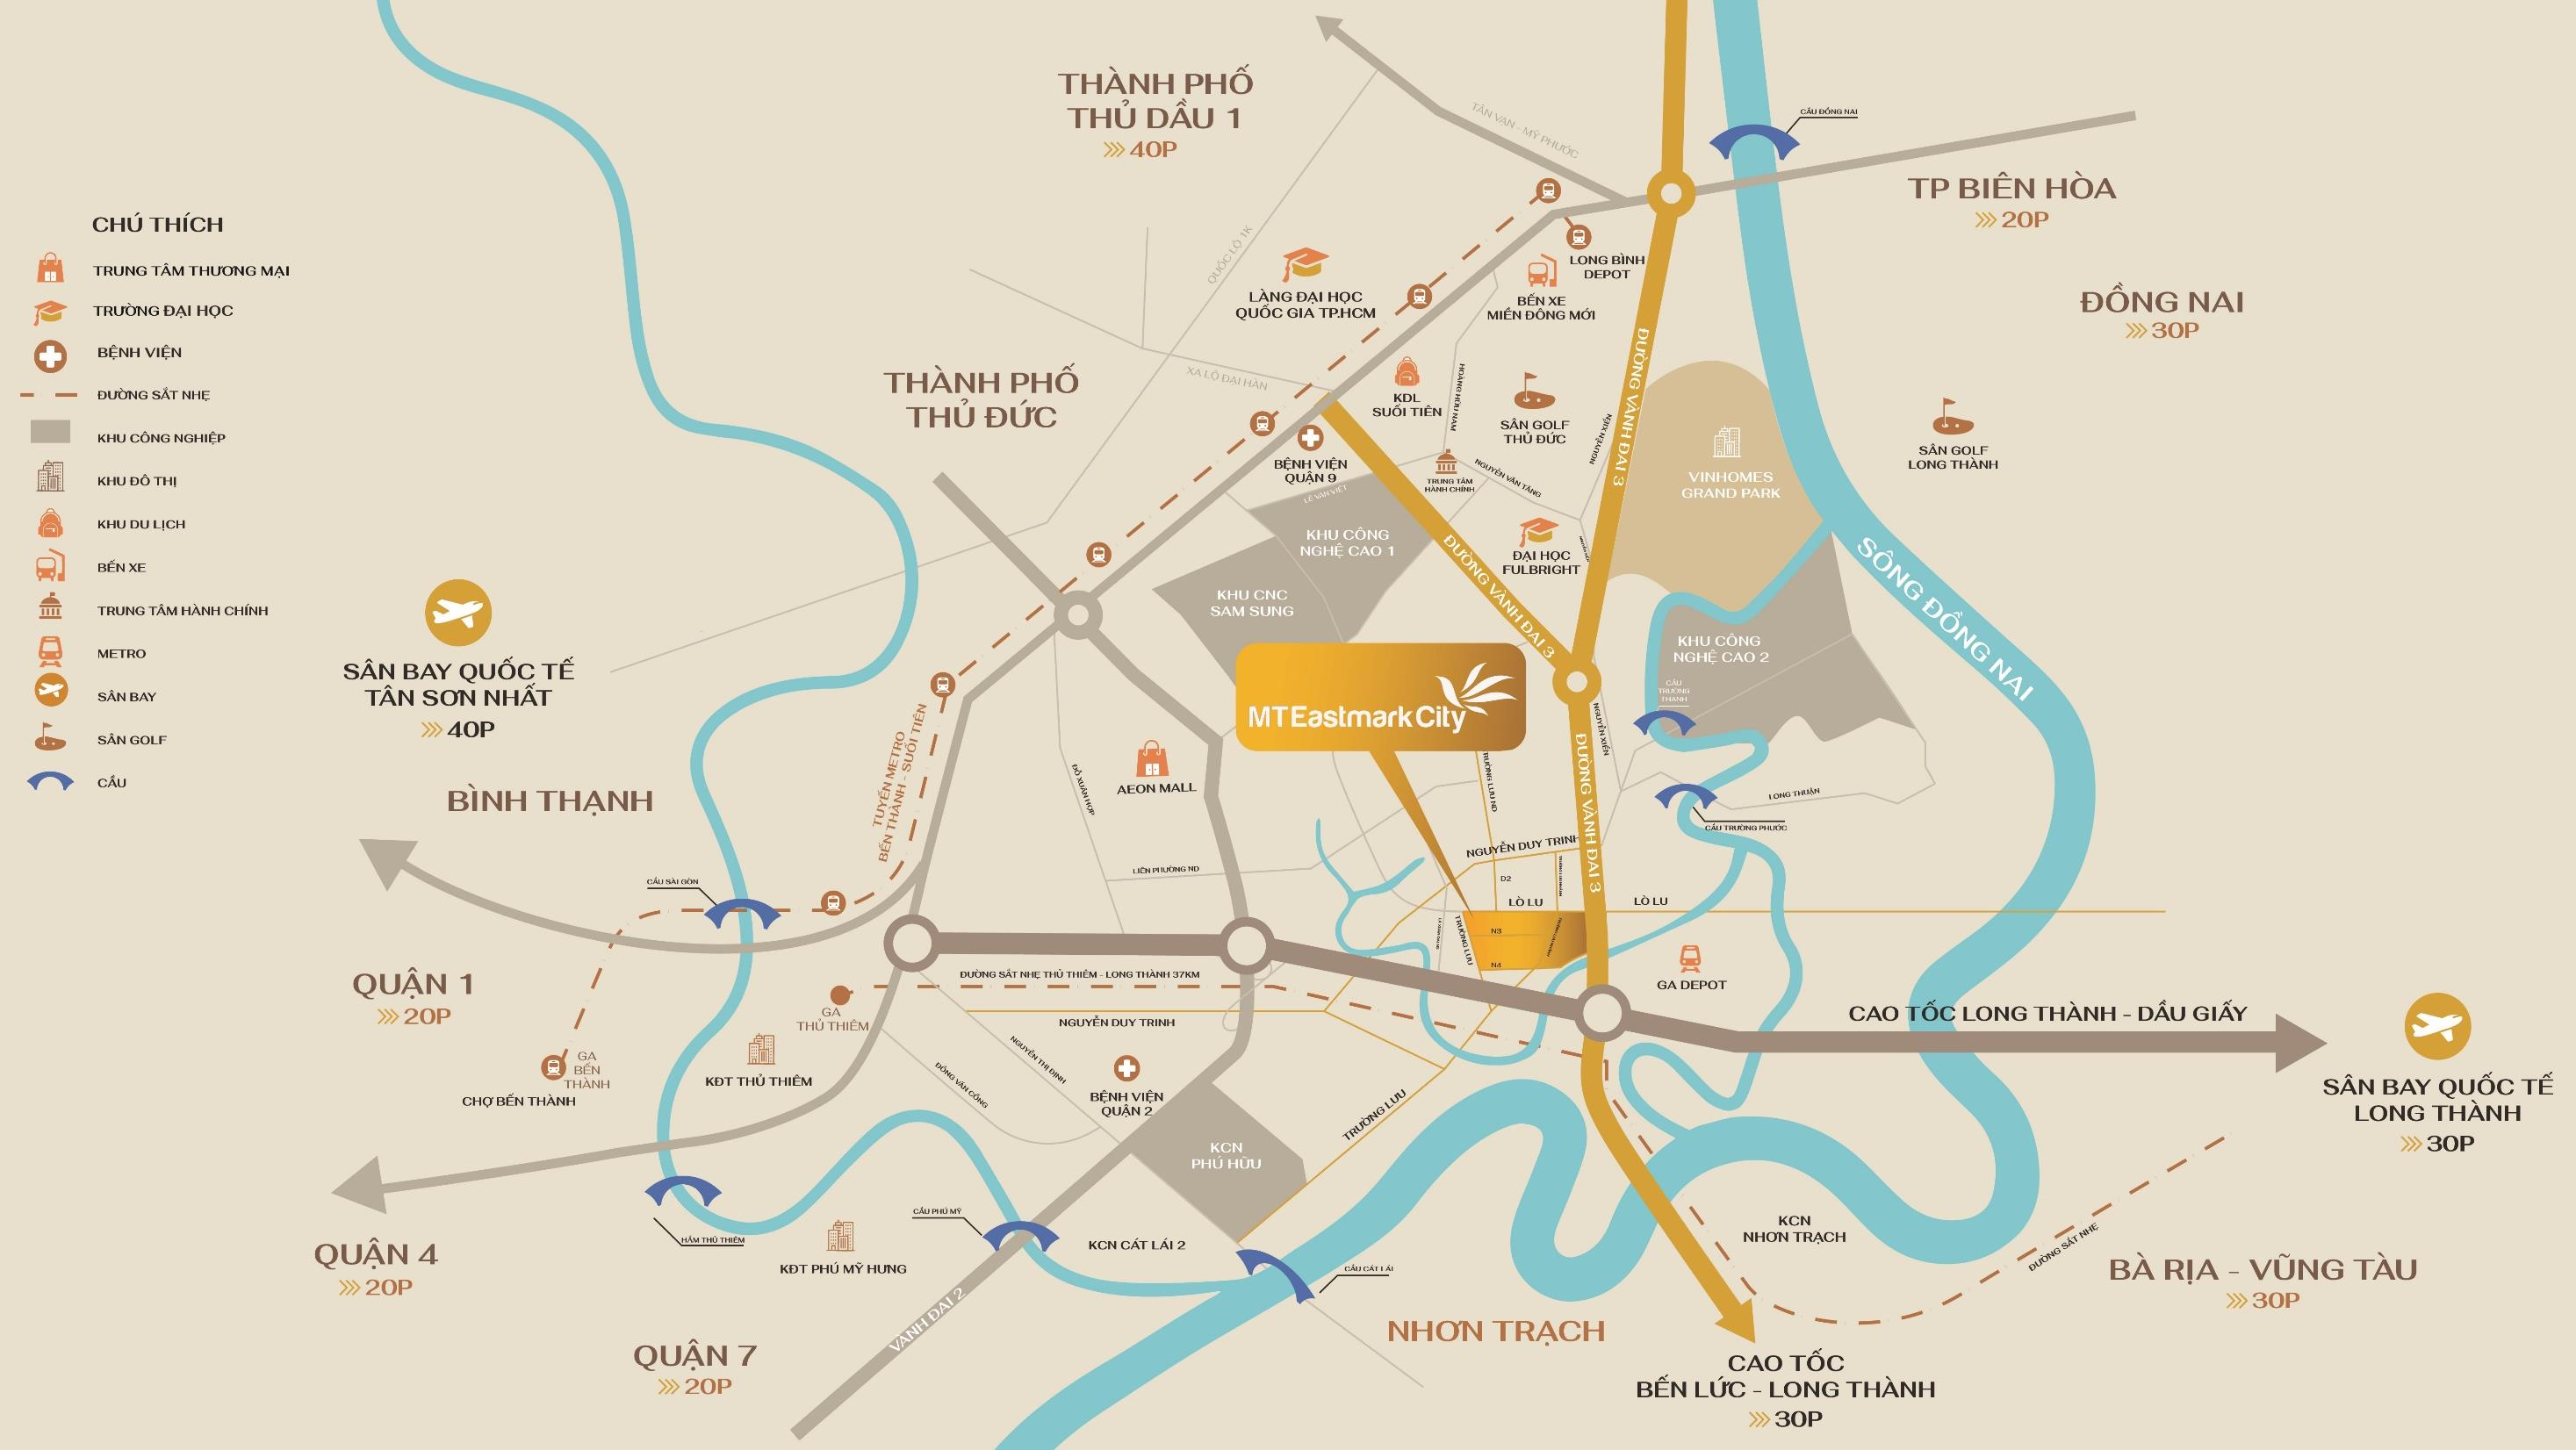 CHÚ THÍCH
TRUNG TÂM THƯƠNG MẠI
TRƯỜNG ĐẠI HỌC
BỆNH VIỆN
ĐƯỜNG SẮT NHẸ
KHU CÔNG NGHIỆP
KHU ĐÔ THỊ
KHU DU LỊCH
BẾN XE
TRUNG TÂM HÀNH CHÍNH
METRO
SÂN BAY
SÂN GOLF
CẦU
THÀNH PHỐ
THỦ DẦU 1
40P
TÂN VẠN - MỸ PHƯỚC
CẦU ĐỒNG NAI
TP BIÊN HÒA
20P
ĐỒNG NAI
30P
QUỐC LỘ 1K
LÀNG ĐẠI HỌC
QUỐC GIA TP.HCM
LONG BÌNH
DEPOT
BẾN XE
MIỀN ĐÔNG MỚI
ĐƯỜNG VÀNH ĐAI 3
XA LỘ ĐẠI HÀN
THÀNH PHỐ
THỦ ĐỨC
KDL
SUỐI TIÊN
HOÀNG HỮU NAM
SÂN GOLF
THỦ ĐỨC
NGUYỄN XIỂN
BỆNH VIỆN
QUẬN 9
LÊ VĂN VIỆT
TRUNG TÂM
HÀNH CHÍNH
NGUYỄN VĂN TĂNG
VINHOMES
GRAND PARK
SÂN GOLF
LONG THÀNH
KHU CÔNG
NGHỆ CAO 1
ĐƯỜNG VÀNH ĐAI 3
ĐẠI HỌC
FULBRIGHT
SÔNG ĐỒNG NAI
KHU CNC
SAM SUNG
KHU CÔNG
NGHỆ CAO 2
CẦU
TRƯỜNG
THẠNH
SÂN BAY QUỐC TẾ
TÂN SƠN NHẤT
40P
MTEastmark City
NGUYỄN XIỂN
BÌNH THẠNH
TUYẾN METRO
BẾN THÀNH - SUỐI TIÊN
ĐỖ XUÂN HỢP
AEON MALL
ĐƯỜNG VÀNH ĐAI 3
LONG THUẬN
CẦU TRƯỜNG PHƯỚC
NGUYỄN DUY TRINH
LIÊN PHƯỜNG ND
D2
LÒ LU
LÒ LU
CẦU SÀI GÒN
TRƯỜNG LƯU
N3
N4
GA DEPOT
ĐƯỜNG SẮT NHẸ THỦ THIÊM - LONG THÀNH 37KM
QUẬN 1
20P
GA
THỦ THIÊM
NGUYỄN DUY TRINH
CAO TỐC LONG THÀNH - DẦU GIẤY
SÂN BAY QUỐC TẾ
LONG THÀNH
30P
GA
BẾN
THÀNH
CHỢ BẾN THÀNH
KĐT THỦ THIÊM
ĐỒNG VĂN CỐNG
NGUYỄN THỊ ĐỊNH
BỆNH VIỆN
QUẬN 2
TRƯỜNG LƯU
KCN
PHÚ HỮU
QUẬN 4
20P
HẦM THỦ THIÊM
KĐT PHÚ MỸ HƯNG
CẦU PHÚ MỸ
KCN CÁT LÁI 2
CẦU CÁT LÁI
KCN
NHƠN TRẠCH
ĐƯỜNG SẮT NHẸ
BÀ RỊA - VŨNG TÀU
30P
VÀNH ĐAI 2
NHƠN TRẠCH
QUẬN 7
20P
CAO TỐC
BẾN LỨC - LONG THÀNH
30P